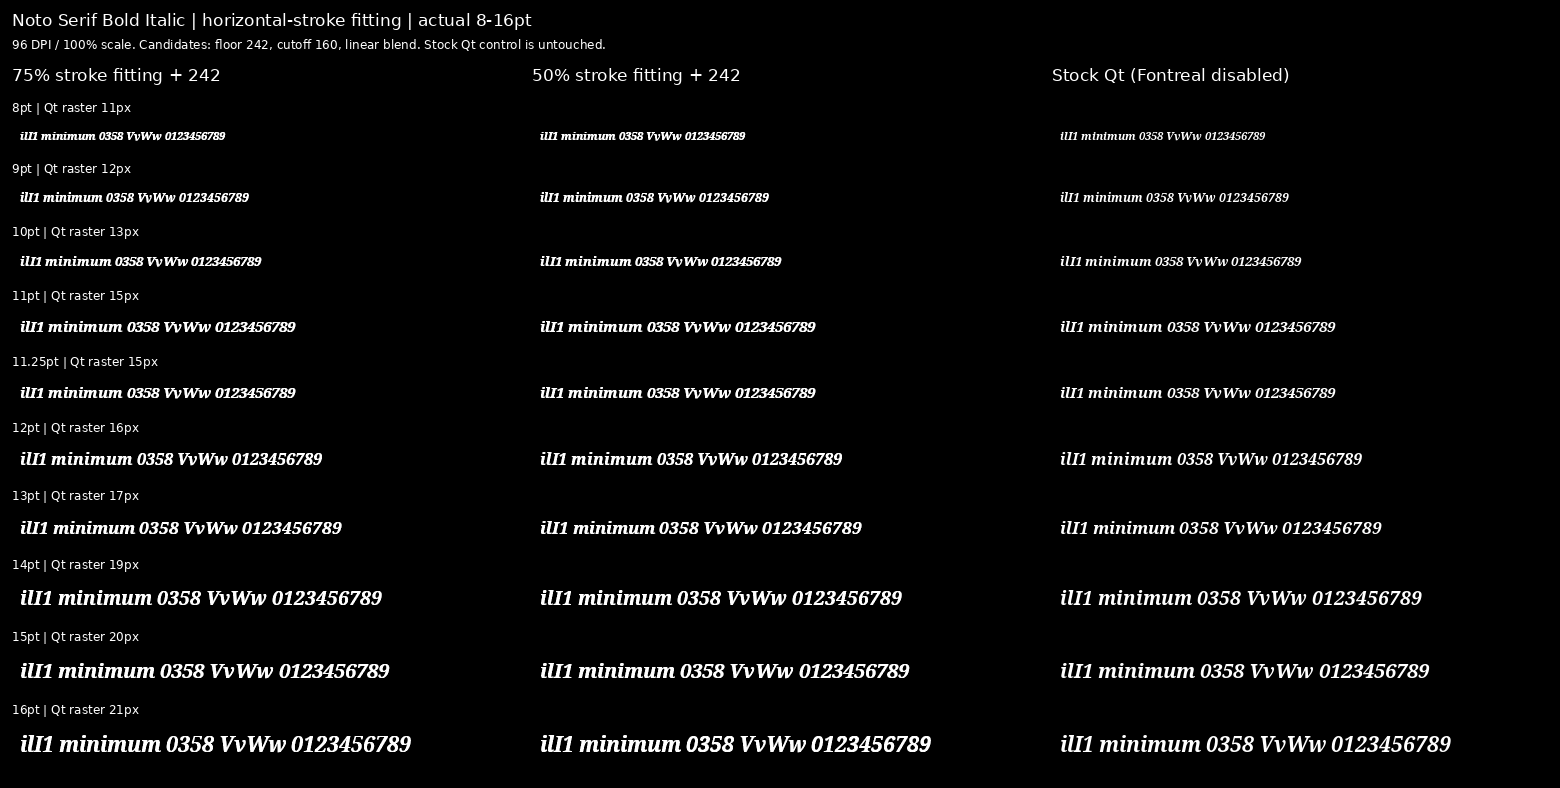 Noto Serif Bold Italic | horizontal-stroke fitting | actual 8-16pt
96 DPI / 100% scale. Candidates: floor 242, cutoff 160, linear blend. Stock Qt control is untouched.
75% stroke fitting + 242 50% stroke fitting + 242 Stock Qt (Fontreal disabled)
8pt | Qt raster 11px
ilI1 minimum 0358 VvWw 0123456789 ilI1 minimum 0358 VvWw 0123456789 ilI1 minimum 0358 VvWw 0123456789
9pt | Qt raster 12px
ilI1 minimum 0358 VvWw 0123456789 ilI1 minimum 0358 VvWw 0123456789 ilI1 minimum 0358 VvWw 0123456789
10pt | Qt raster 13px
ilI1 minimum 0358 VvWw 0123456789 ilI1 minimum 0358 VvWw 0123456789 ilI1 minimum 0358 VvWw 0123456789
11pt | Qt raster 15px
ilI1 minimum 0358 VvWw 0123456789 ilI1 minimum 0358 VvWw 0123456789 ilI1 minimum 0358 VvWw 0123456789
11.25pt | Qt raster 15px
ilI1 minimum 0358 VvWw 0123456789 ilI1 minimum 0358 VvWw 0123456789 ilI1 minimum 0358 VvWw 0123456789
12pt | Qt raster 16px
ilI1 minimum 0358 VvWw 0123456789 ilI1 minimum 0358 VvWw 0123456789 ilI1 minimum 0358 VvWw 0123456789
13pt | Qt raster 17px
ilI1 minimum 0358 VvWw 0123456789 ilI1 minimum 0358 VvWw 0123456789 ilI1 minimum 0358 VvWw 0123456789
14pt | Qt raster 19px
ilI1 minimum 0358 VvWw 0123456789 ilI1 minimum 0358 VvWw 0123456789 ilI1 minimum 0358 VvWw 0123456789
15pt | Qt raster 20px
ilI1 minimum 0358 VvWw 0123456789 ilI1 minimum 0358 VvWw 0123456789 ilI1 minimum 0358 VvWw 0123456789
16pt | Qt raster 21px
ilI1 minimum 0358 VvWw 0123456789 ilI1 minimum 0358 VvWw 0123456789 ilI1 minimum 0358 VvWw 0123456789